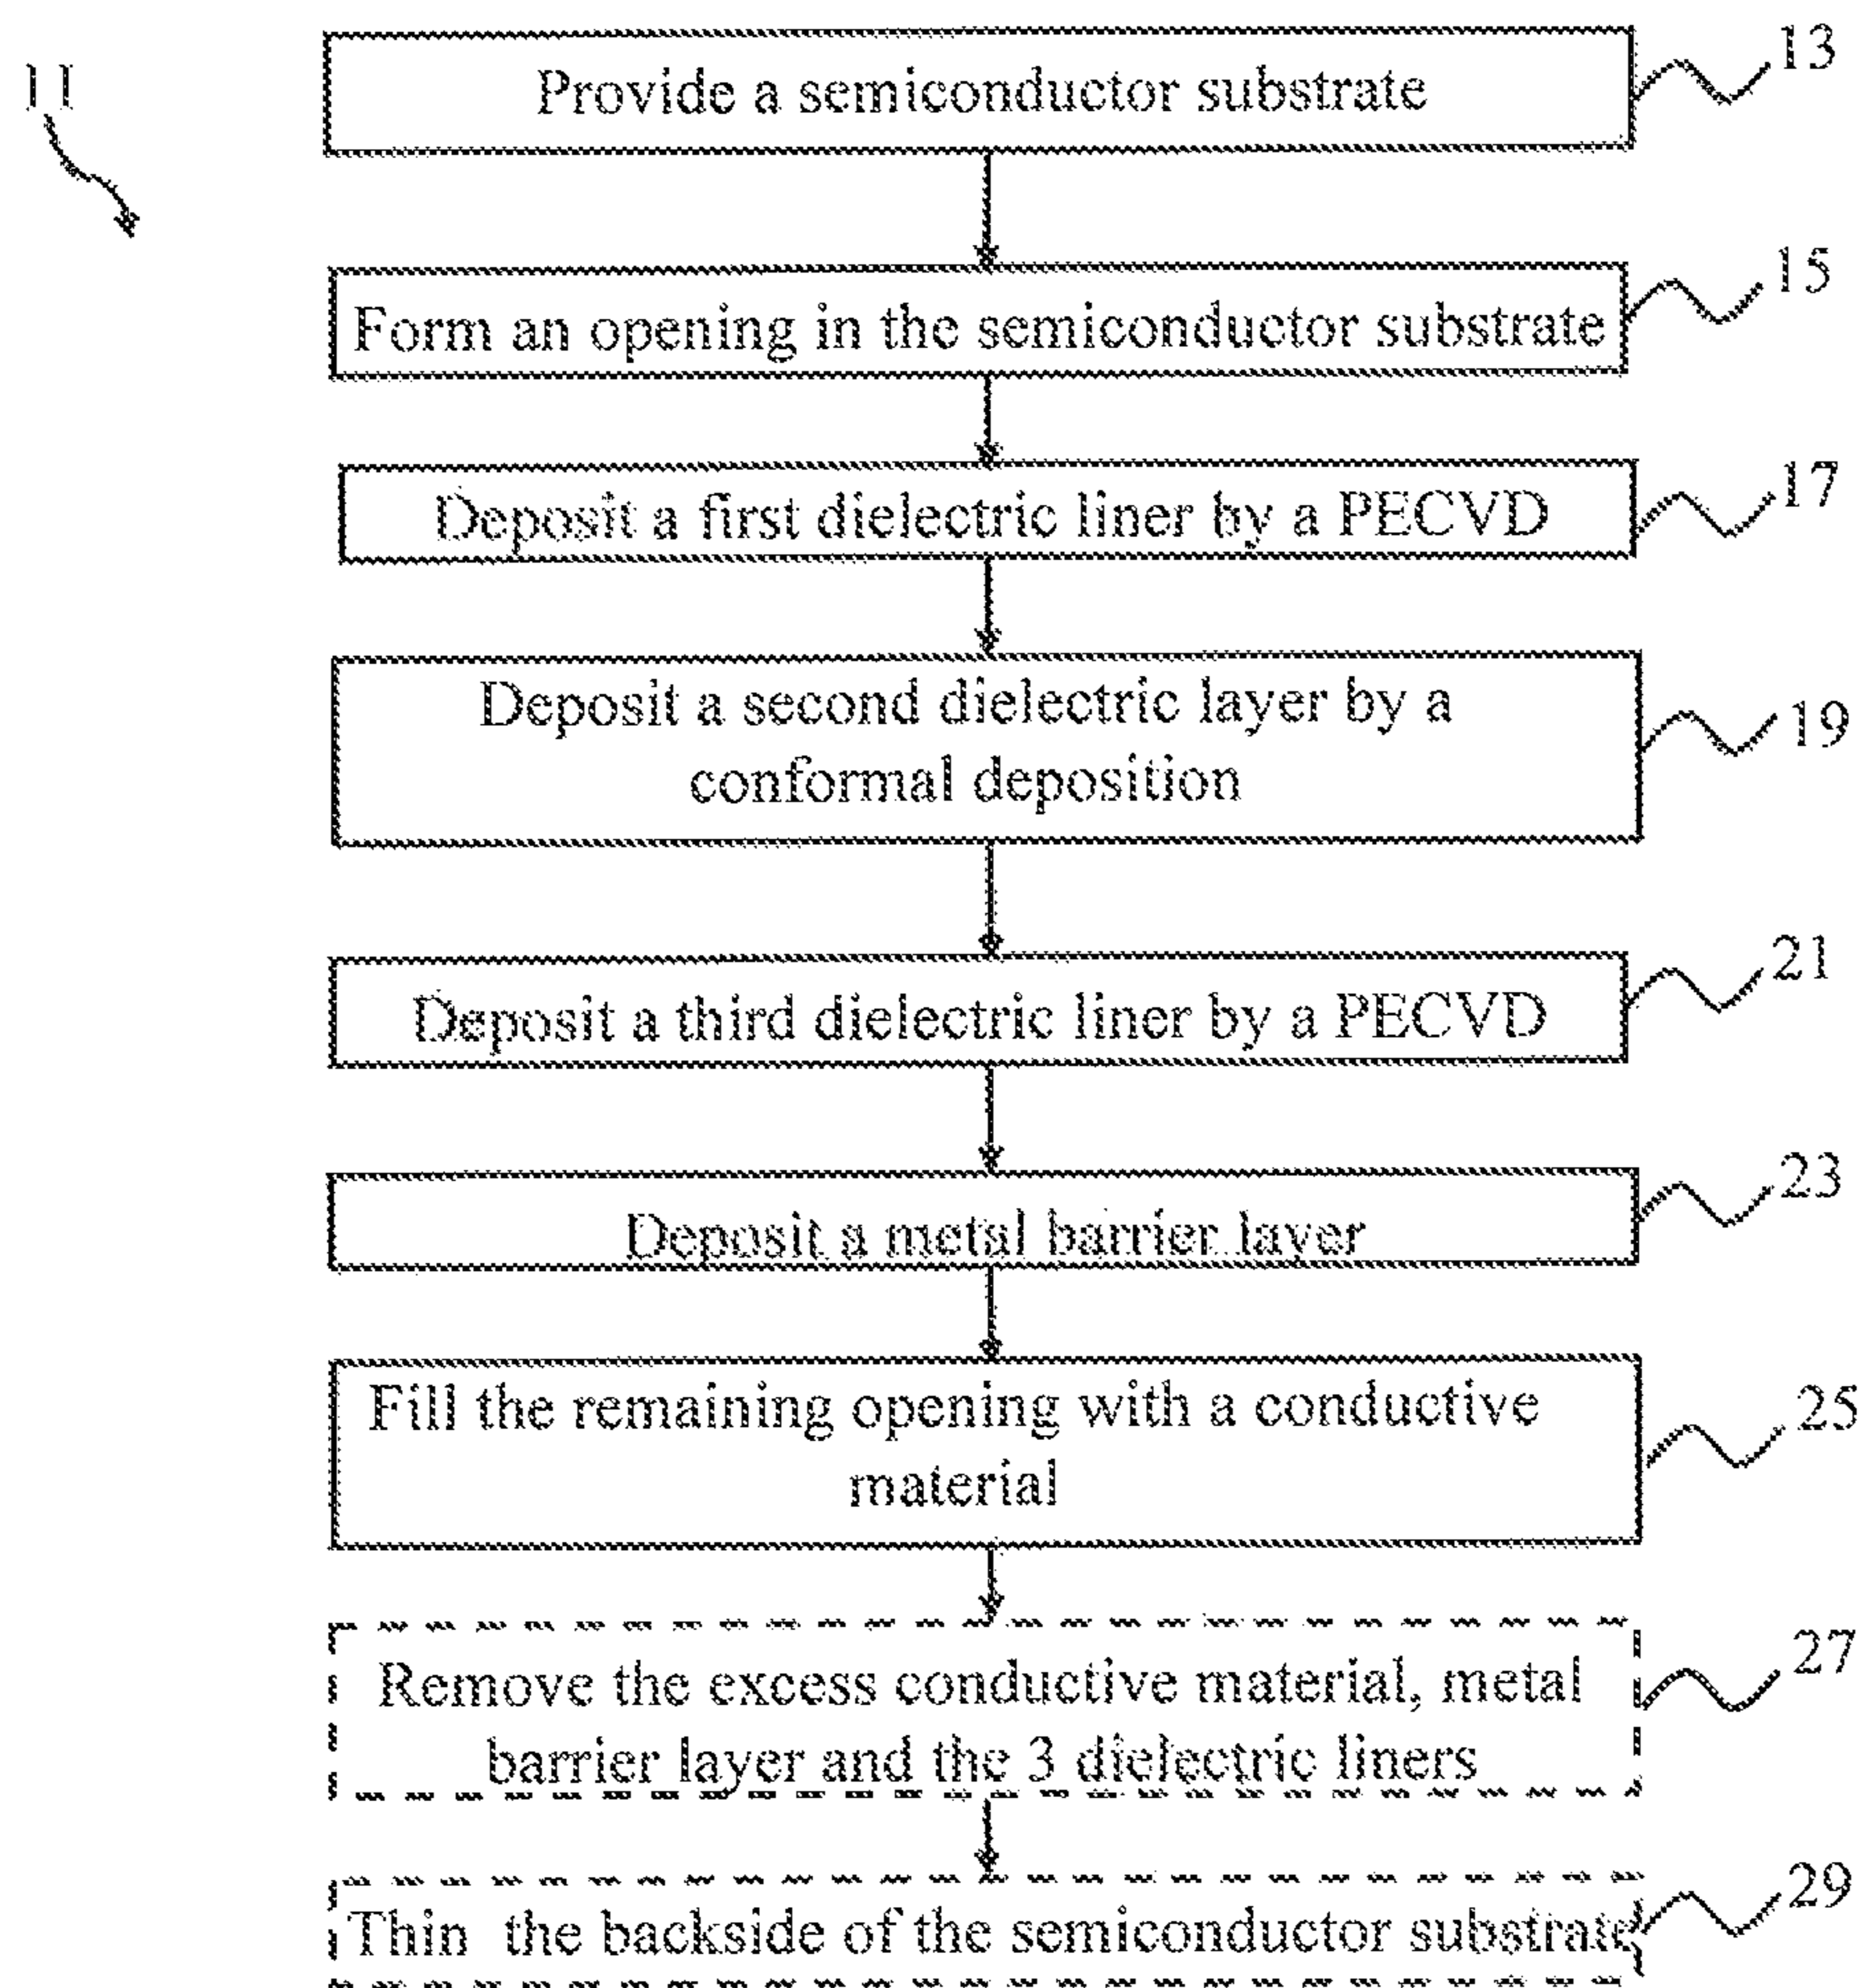 11
Provide a semiconductor substrate
13
Form an opening in the semiconductor substrate
15
Deposit a first dielectric liner by a PECVD
17
Deposit a second dielectric layer by a
conformal deposition
19
Deposit a third dielectric liner by a PECVD
21
Deposit a metal barrier layer
23
Fill the remaining opening with a conductive
material
25
Remove the excess conductive material, metal
barrier layer and the 3 dielectric liners
27
Thin the backside of the semiconductor substrate
29